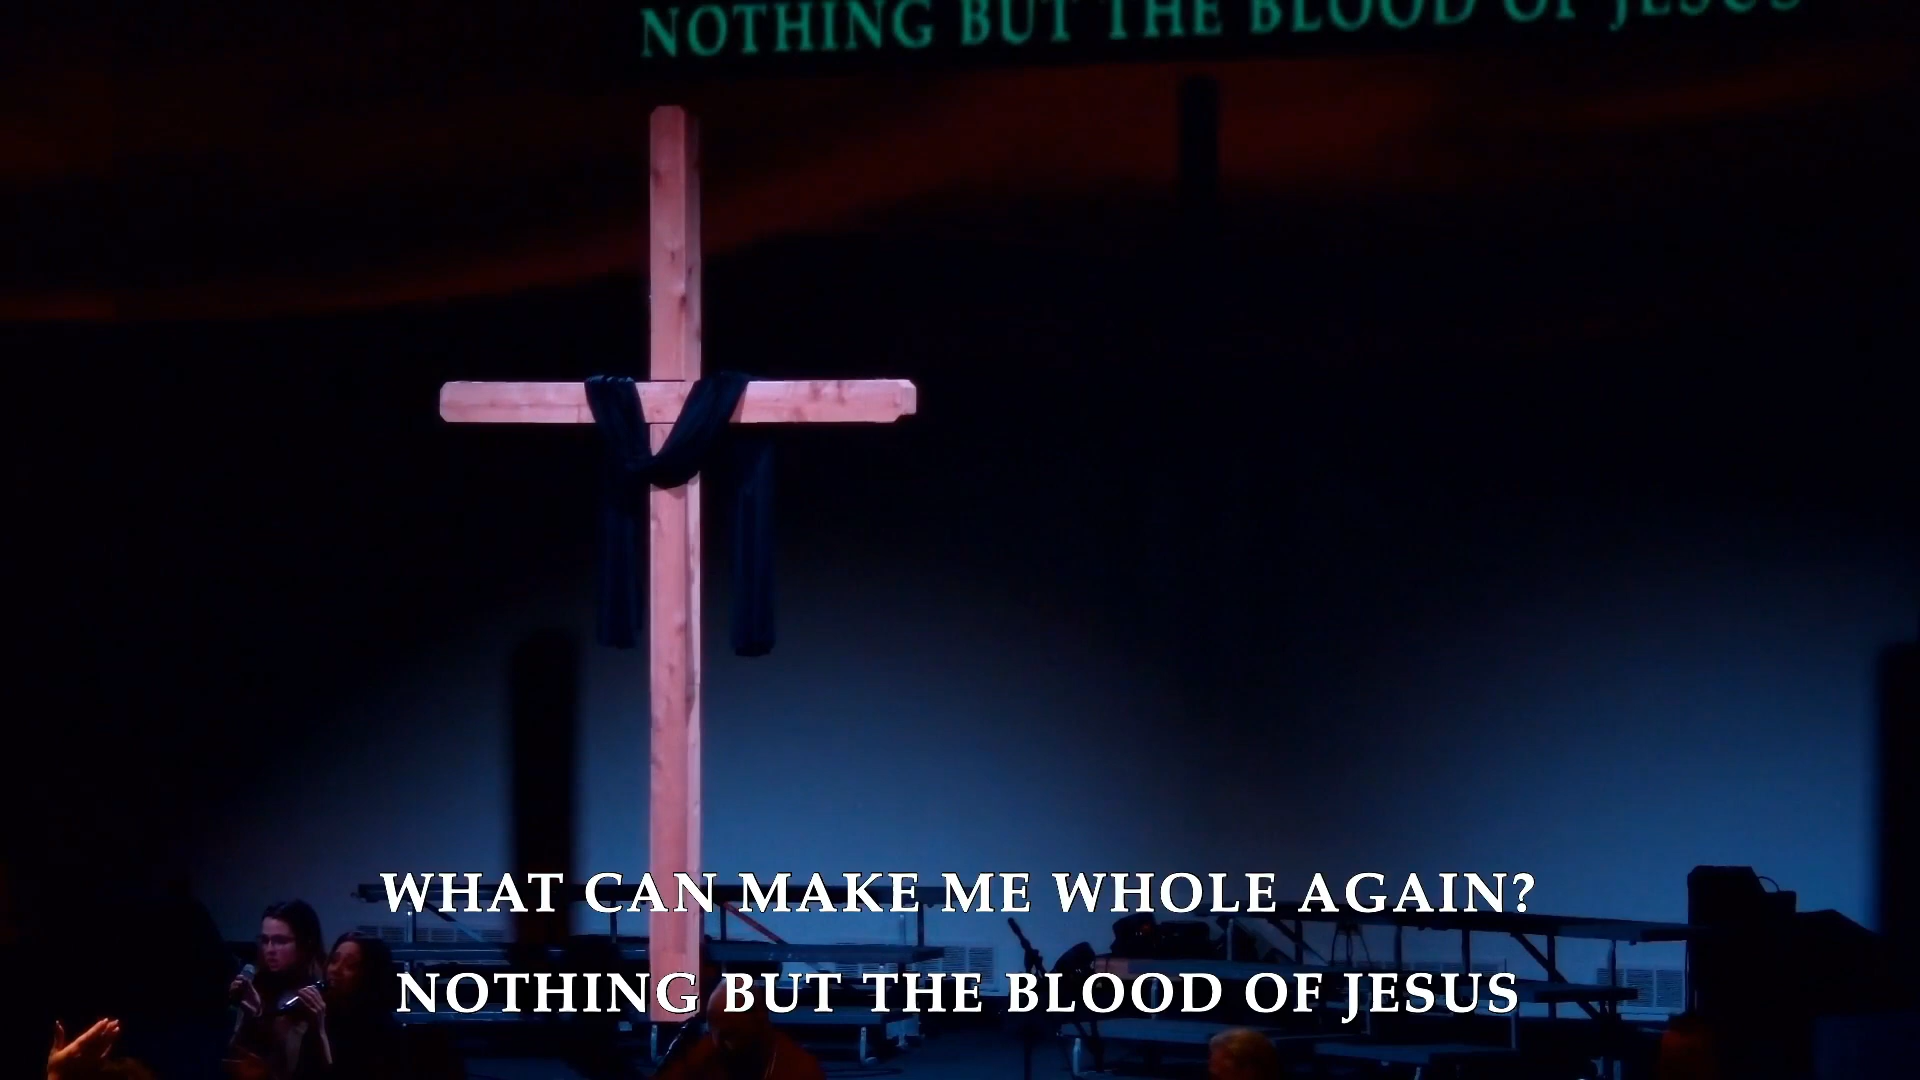 NOTHING BUT THE BLOOD OF JESUS
WHAT CAN MAKE ME WHOLE AGAIN?
NOTHING BUT THE BLOOD OF JESUS